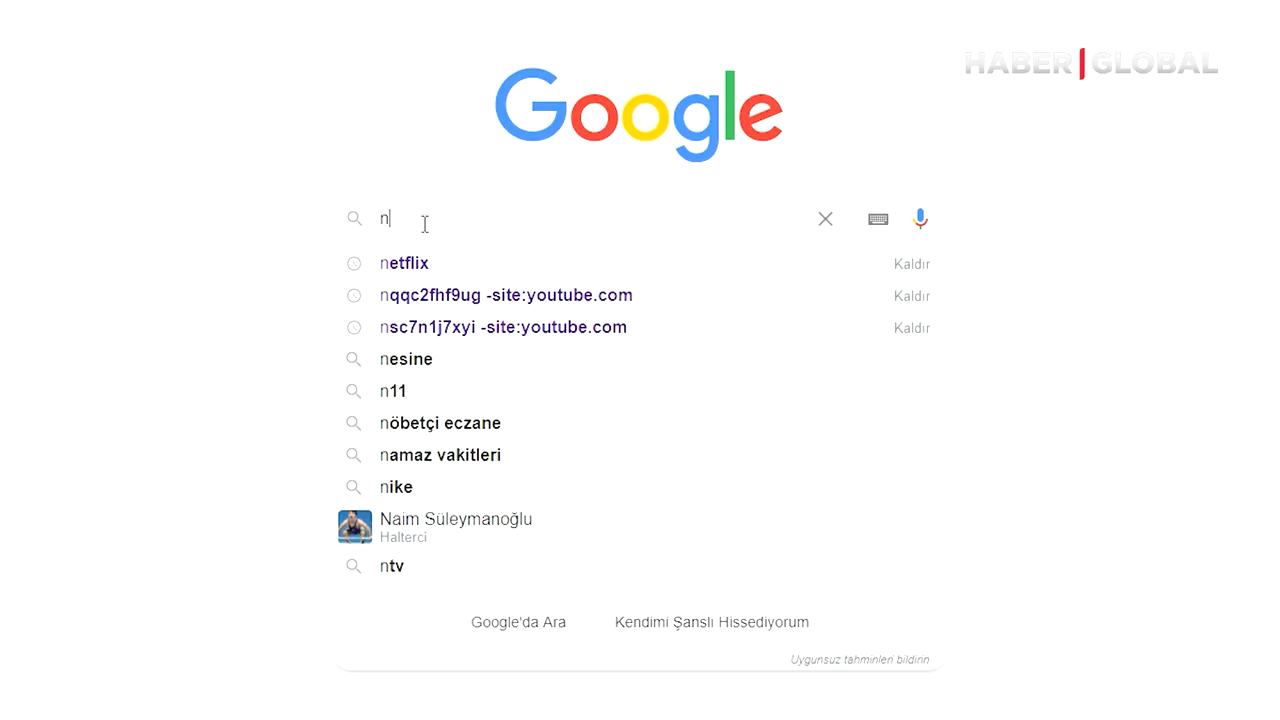 HABER GLOBAL
Google
n
netflix Kaldır
nqqc2fhf9ug -site:youtube.com Kaldır
nsc7n1j7xyi -site:youtube.com Kaldır
nesine
n11
nöbetçi eczane
namaz vakitleri
nike
Naim Süleymanoğlu
Halterci
ntv
Google'da Ara Kendimi Şanslı Hissediyorum
Uygunsuz tahminleri bildirin